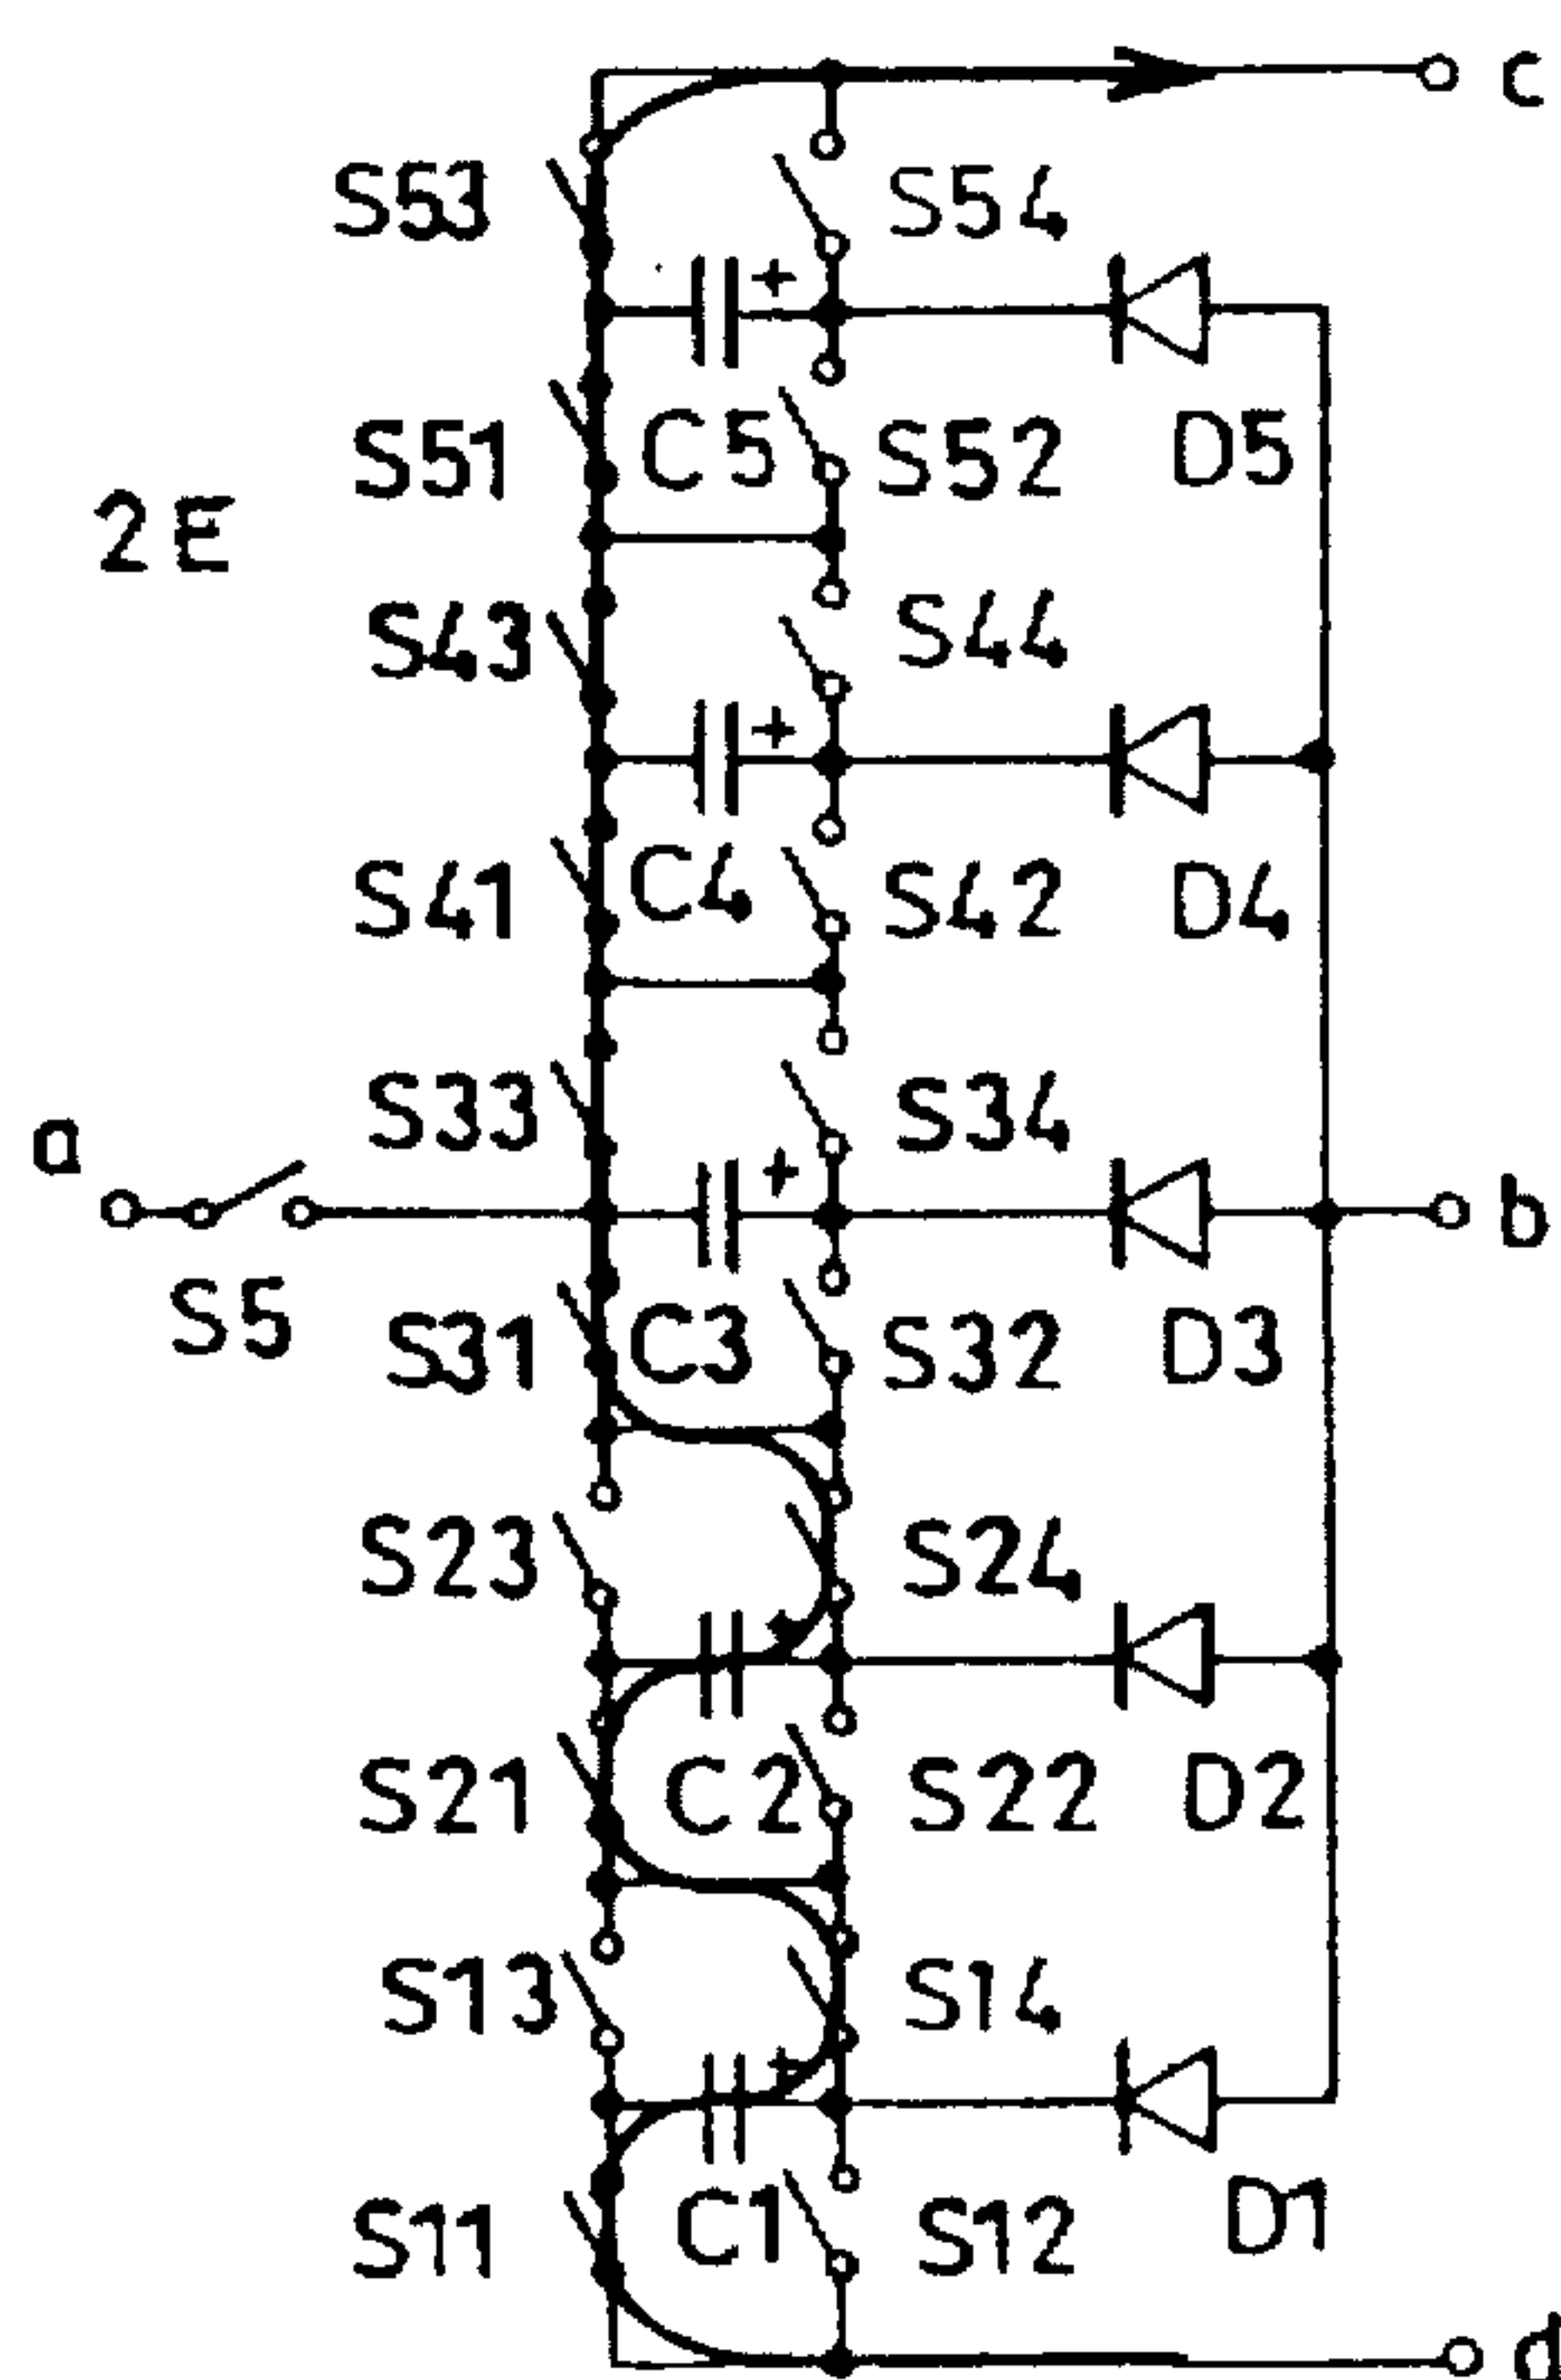 c
S53 S54
+
S51 C5 S52 D5
2E
S43 S44
+
S41 C4 S42 D4
S33 S34
a
+
b
S5
S31 C3 S32 D3
S23 S24
S21 C2 S22 D2
S13 S14
+
S11 C1 S12 D1
d